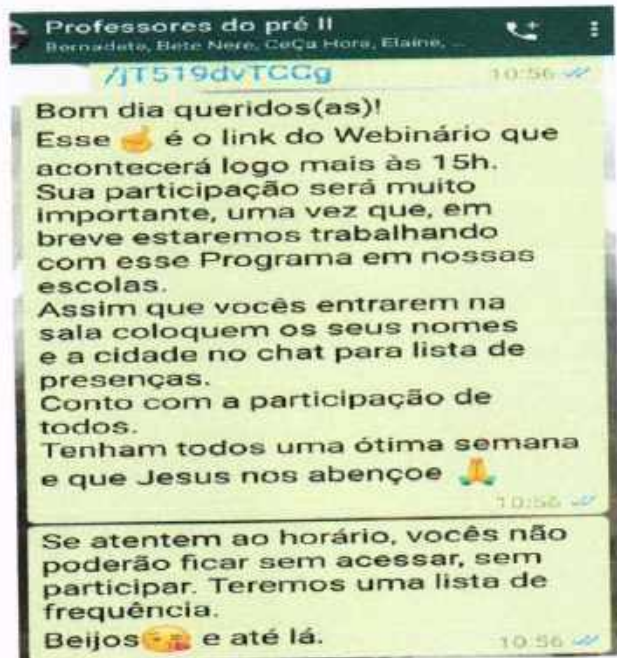 Professores do pré II
Bernadete, Bete Nere, CeÇa Hora, Elaine, ...
/jT519dvTCCg
10:56
Bom dia queridos(as)!
Esse ☝ é o link do Webinário que
acontecerá logo mais às 15h.
Sua participação será muito
importante, uma vez que, em
breve estaremos trabalhando
com esse Programa em nossas
escolas.
Assim que vocês entrarem na
sala coloquem os seus nomes
e a cidade no chat para lista de
presenças.
Conto com a participação de
todos.
Tenham todos uma ótima semana
e que Jesus nos abençoe 🙏
10:56
Se atentem ao horário, vocês não
poderão ficar sem acessar, sem
participar. Teremos uma lista de
frequência.
Beijos😘 e até lá.
10:56